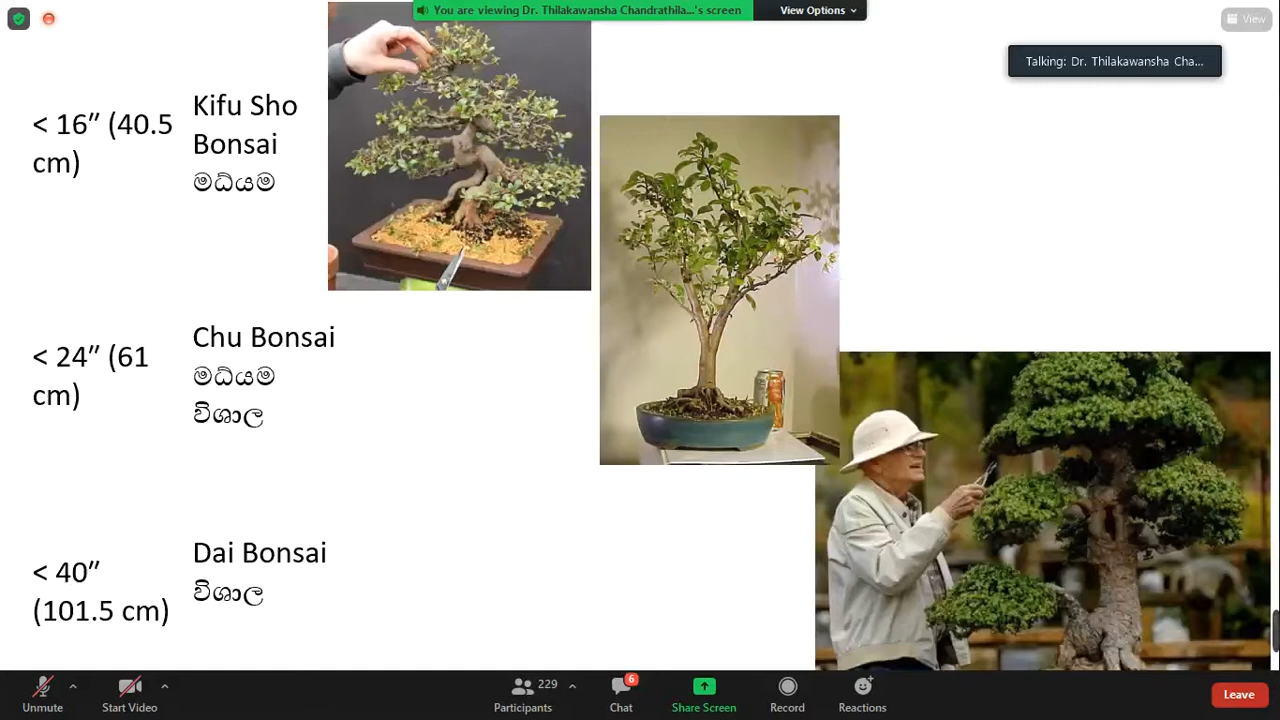 You are viewing Dr. Thilakawansha Chandrathila...'s screen
View Options
View
Talking: Dr. Thilakawansha Cha...
< 16″ (40.5
cm)
Kifu Sho
Bonsai
මධ්‍යම
< 24″ (61
cm)
Chu Bonsai
මධ්‍යම
විශාල
< 40″
(101.5 cm)
Dai Bonsai
විශාල
Unmute
Start Video
229
Participants
6
Chat
Share Screen
Record
Reactions
Leave